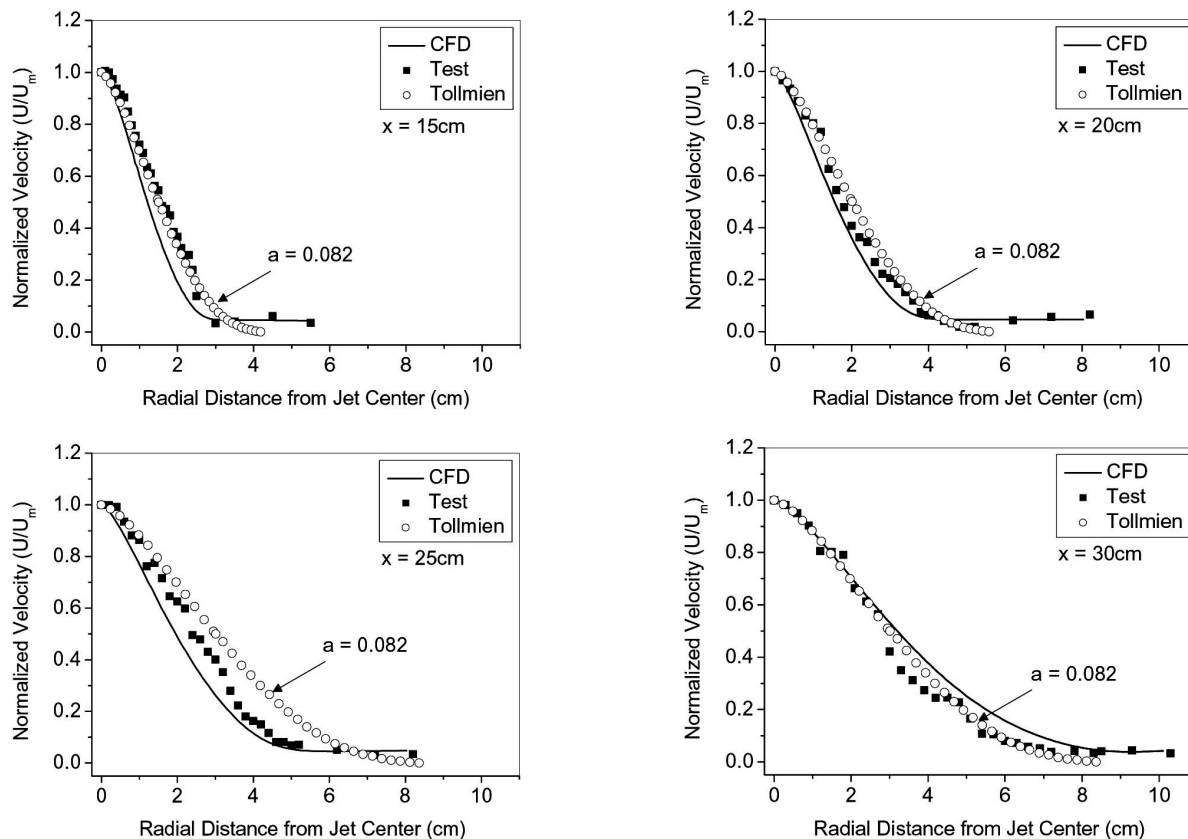 1.2
1.0
0.8
0.6
0.4
0.2
0.0
Normalized Velocity (U/Um)
CFD
Test
Tollmien
x = 15cm
a = 0.082
0 2 4 6 8 10
Radial Distance from Jet Center (cm)
1.2
1.0
0.8
0.6
0.4
0.2
0.0
Normalized Velocity (U/Um)
CFD
Test
Tollmien
x = 20cm
a = 0.082
0 2 4 6 8 10
Radial Distance from Jet Center (cm)
1.2
1.0
0.8
0.6
0.4
0.2
0.0
Normalized Velocity (U/Um)
CFD
Test
Tollmien
x = 25cm
a = 0.082
0 2 4 6 8 10
Radial Distance from Jet Center (cm)
1.2
1.0
0.8
0.6
0.4
0.2
0.0
Normalized Velocity (U/Um)
CFD
Test
Tollmien
x = 30cm
a = 0.082
0 2 4 6 8 10
Radial Distance from Jet Center (cm)